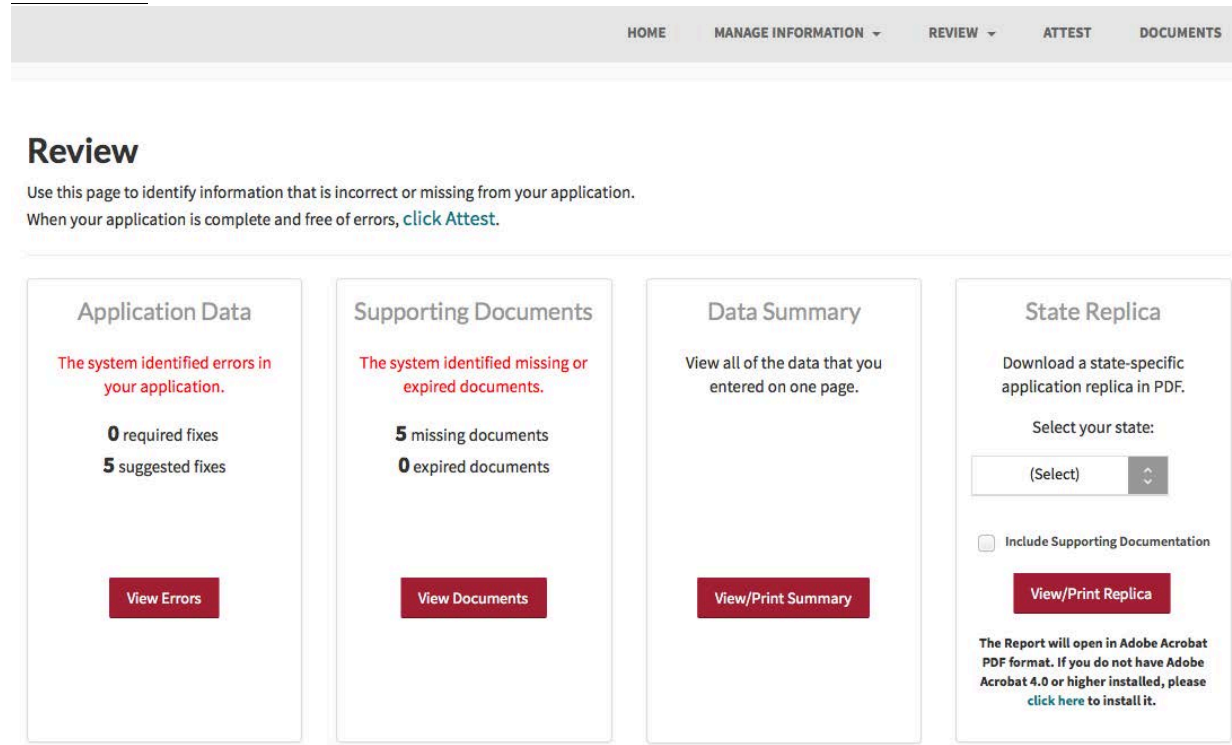 HOME MANAGE INFORMATION REVIEW ATTEST DOCUMENTS
Review
Use this page to identify information that is incorrect or missing from your application.
When your application is complete and free of errors, click Attest.
Application Data
The system identified errors in
your application.
0 required fixes
5 suggested fixes
View Errors
Supporting Documents
The system identified missing or
expired documents.
5 missing documents
0 expired documents
View Documents
Data Summary
View all of the data that you
entered on one page.
View/Print Summary
State Replica
Download a state-specific
application replica in PDF.
Select your state:
(Select)
Include Supporting Documentation
View/Print Replica
The Report will open in Adobe Acrobat
PDF format. If you do not have Adobe
Acrobat 4.0 or higher installed, please
click here to install it.